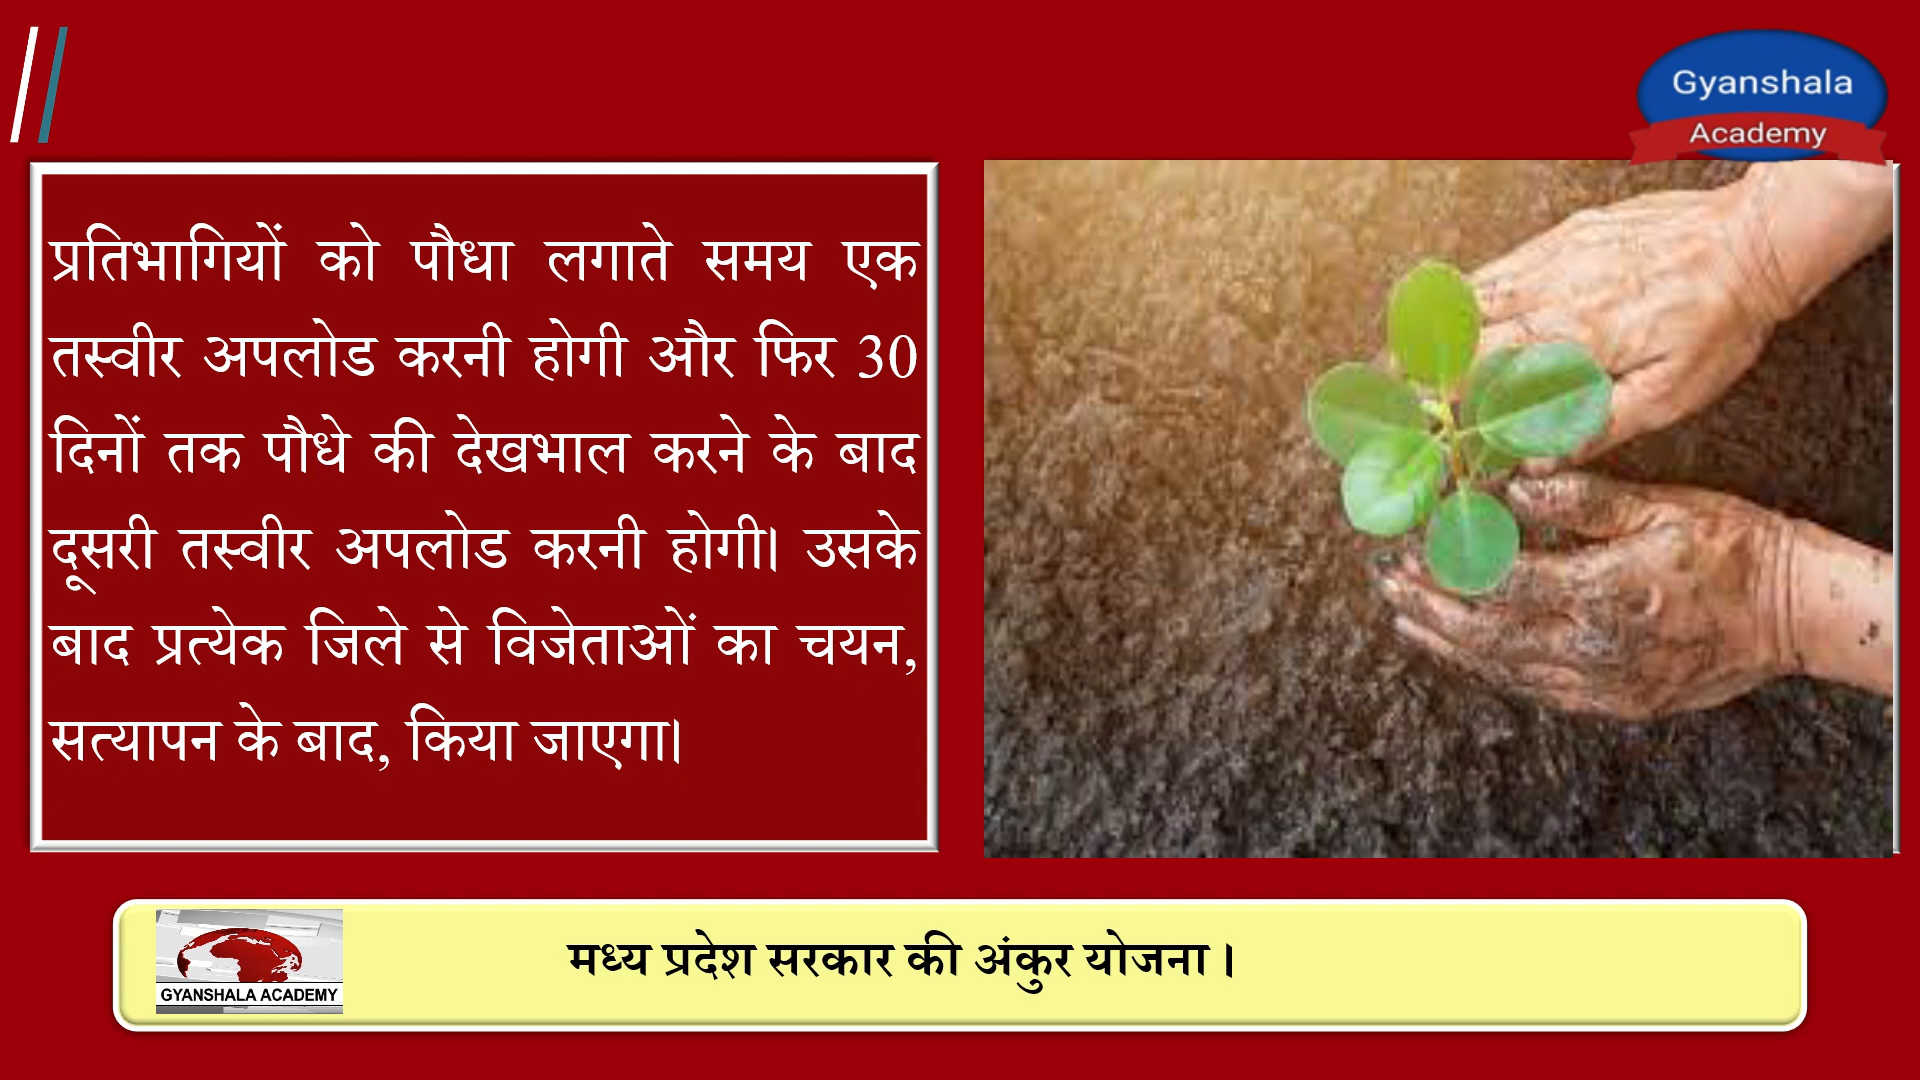 Gyanshala
Academy
प्रतिभागियों को पौधा लगाते समय एक
तस्वीर अपलोड करनी होगी और फिर 30
दिनों तक पौधे की देखभाल करने के बाद
दूसरी तस्वीर अपलोड करनी होगी। उसके
बाद प्रत्येक जिले से विजेताओं का चयन,
सत्यापन के बाद, किया जाएगा।
GYANSHALA ACADEMY
मध्य प्रदेश सरकार की अंकुर योजना ।